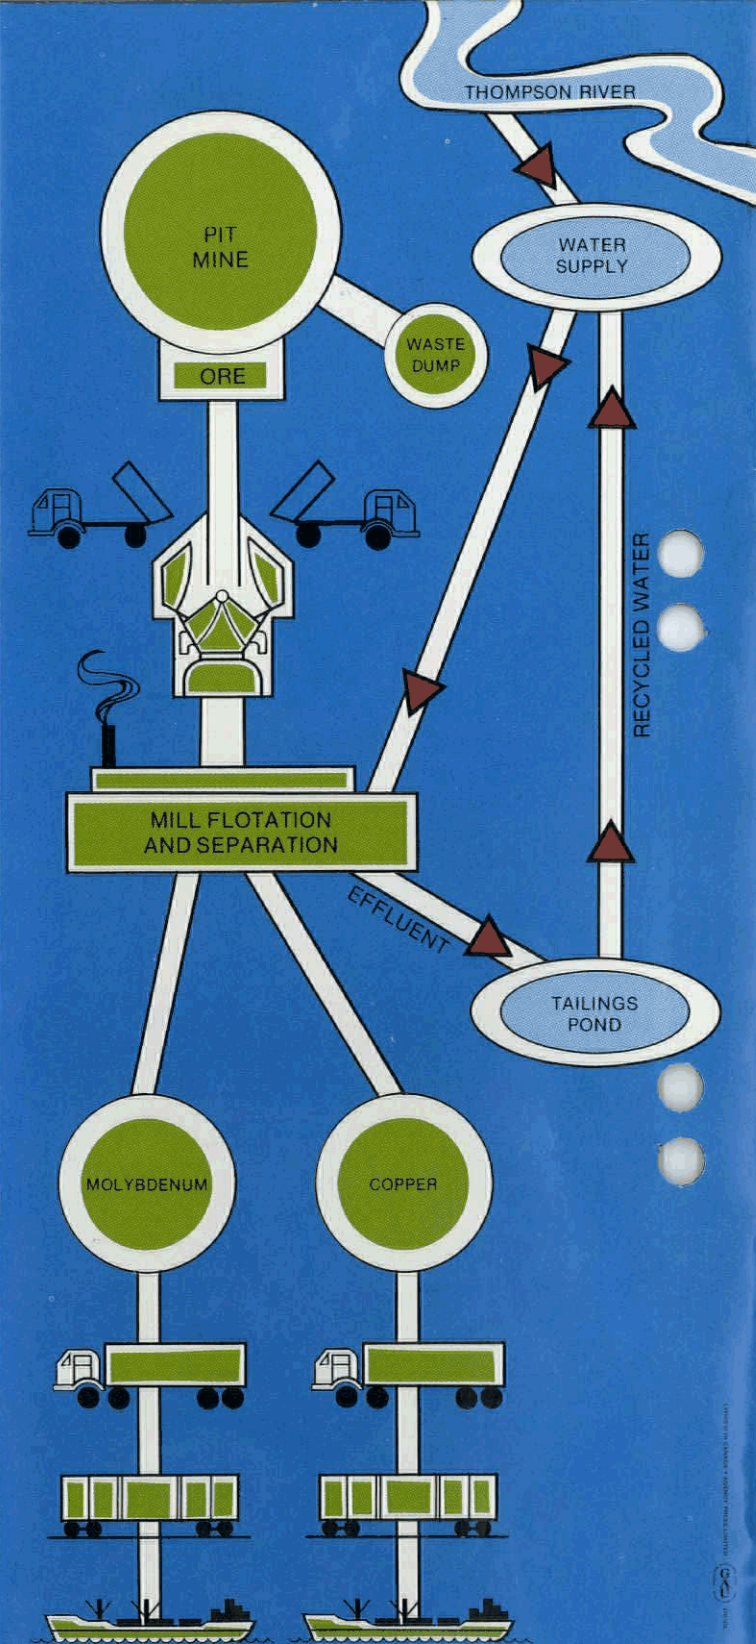 THOMPSON RIVER
PIT
MINE
WATER
SUPPLY
WASTE
DUMP
ORE
RECYCLED WATER
MILL FLOTATION
AND SEPARATION
EFFLUENT
TAILINGS
POND
MOLYBDENUM
COPPER